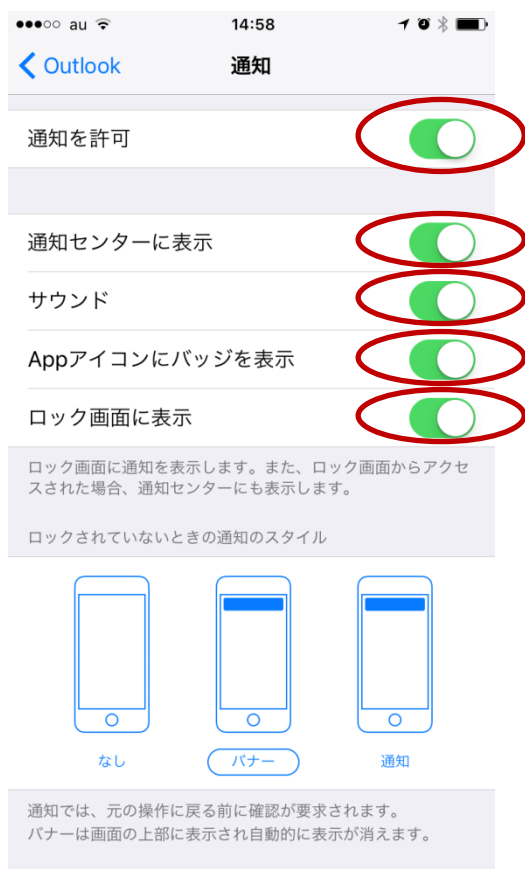 au 14:58
Outlook 通知
通知を許可
通知センターに表示
サウンド
Appアイコンにバッジを表示
ロック画面に表示
ロック画面に通知を表示します。また、ロック画面からアクセ
スされた場合、通知センターにも表示します。
ロックされていないときの通知のスタイル
なし バナー 通知
通知では、元の操作に戻る前に確認が要求されます。
バナーは画面の上部に表示され自動的に表示が消えます。